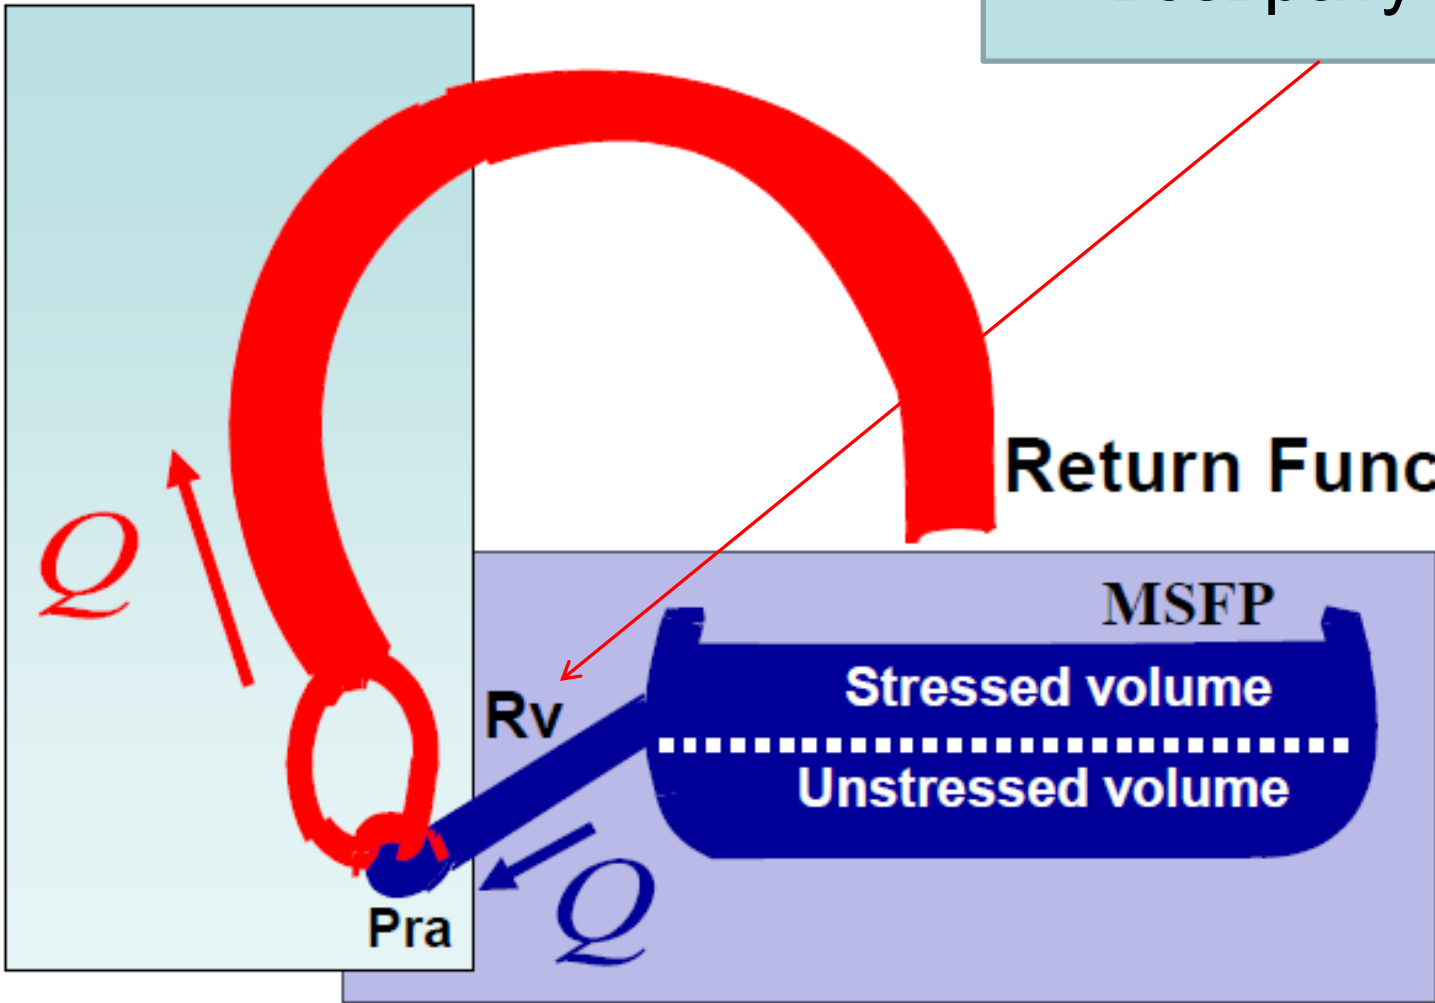 Return Func
Q
MSFP
Stressed volume
Rv
Unstressed volume
Q
Pra